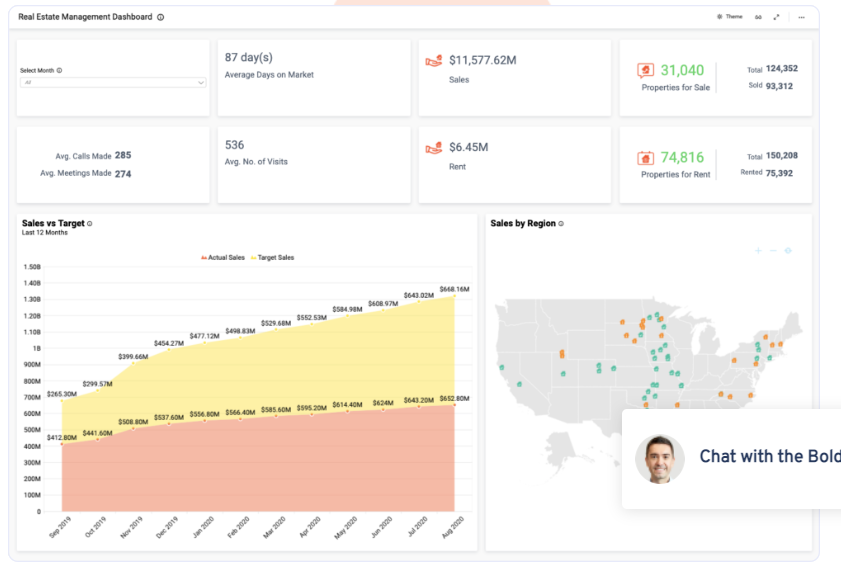 Real Estate Management Dashboard
Theme
Select Month
All
87 day(s)
Average Days on Market
$11,577.62M
Sales
31,040
Properties for Sale
Total 124,352
Sold 93,312
Avg. Calls Made 285
Avg. Meetings Made 274
536
Avg. No. of Visits
$6.45M
Rent
74,816
Properties for Rent
Total 150,208
Rented 75,392
Sales vs Target
Last 12 Months
Actual Sales Target Sales
1.50B
1.40B
1.30B
1.20B
1.10B
1B
900M
800M
700M
600M
500M
400M
300M
200M
100M
0
$265.30M
$299.57M
$399.66M
$454.27M
$477.12M
$498.83M
$529.68M
$552.53M
$584.98M
$608.97M
$643.02M
$668.16M
$412.80M
$441.60M
$508.80M
$537.60M
$556.80M
$566.40M
$585.60M
$595.20M
$614.40M
$624M
$643.20M
$652.80M
Sep 2019
Oct 2019
Nov 2019
Dec 2019
Jan 2020
Feb 2020
Mar 2020
Apr 2020
May 2020
Jun 2020
Jul 2020
Aug 2020
Sales by Region
Chat with the Bold